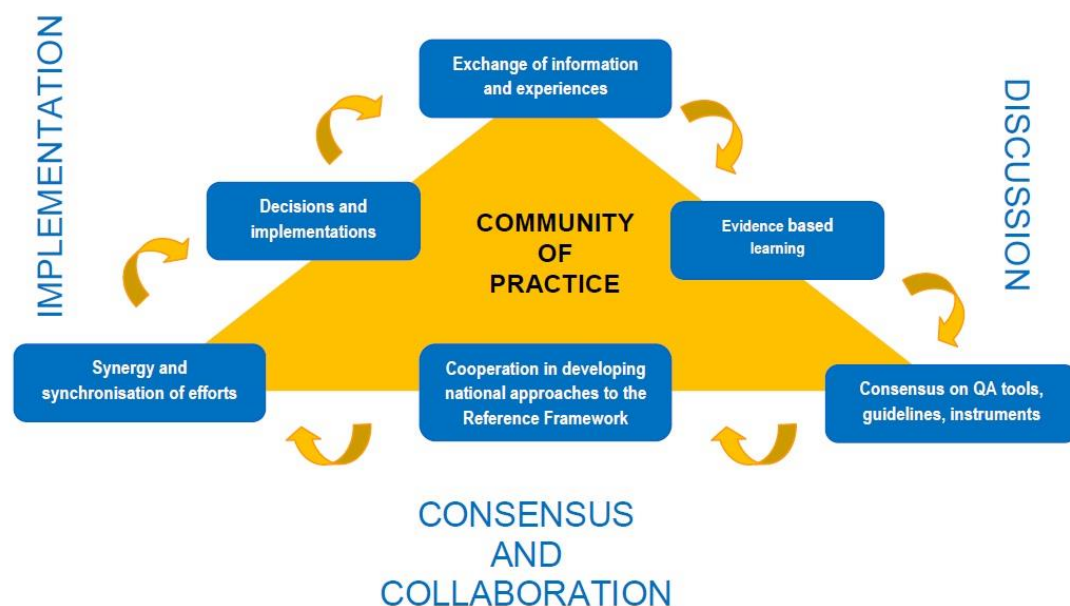 IMPLEMENTATION
Exchange of information
and experiences
DISCUSSION
Decisions and
implementations
COMMUNITY
OF
PRACTICE
Evidence based
learning
Synergy and
synchronisation of efforts
Cooperation in developing
national approaches to the
Reference Framework
Consensus on QA tools,
guidelines, instruments
CONSENSUS
AND
COLLABORATION